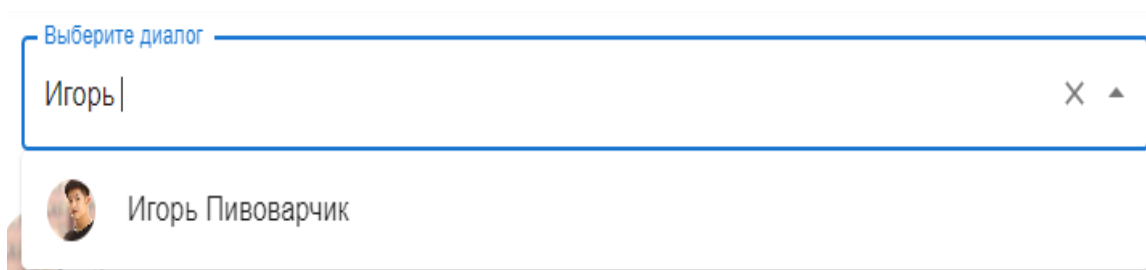 Выберите диалог
Игорь
Игорь Пивоварчик